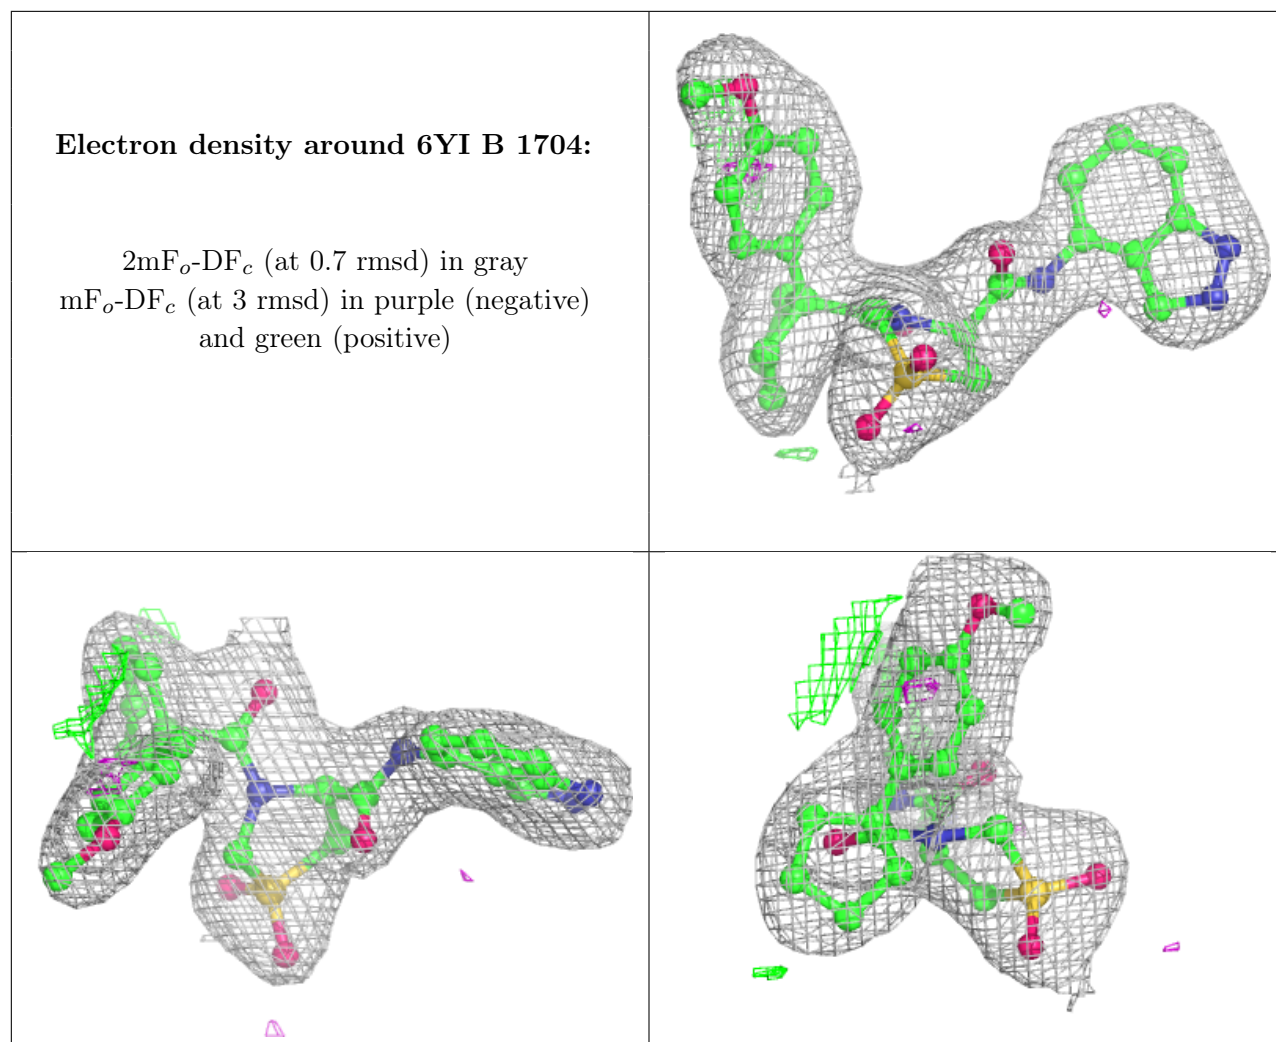 Electron density around 6YI B 1704:
2mFo-DFc (at 0.7 rmsd) in gray
mFo-DFc (at 3 rmsd) in purple (negative)
and green (positive)